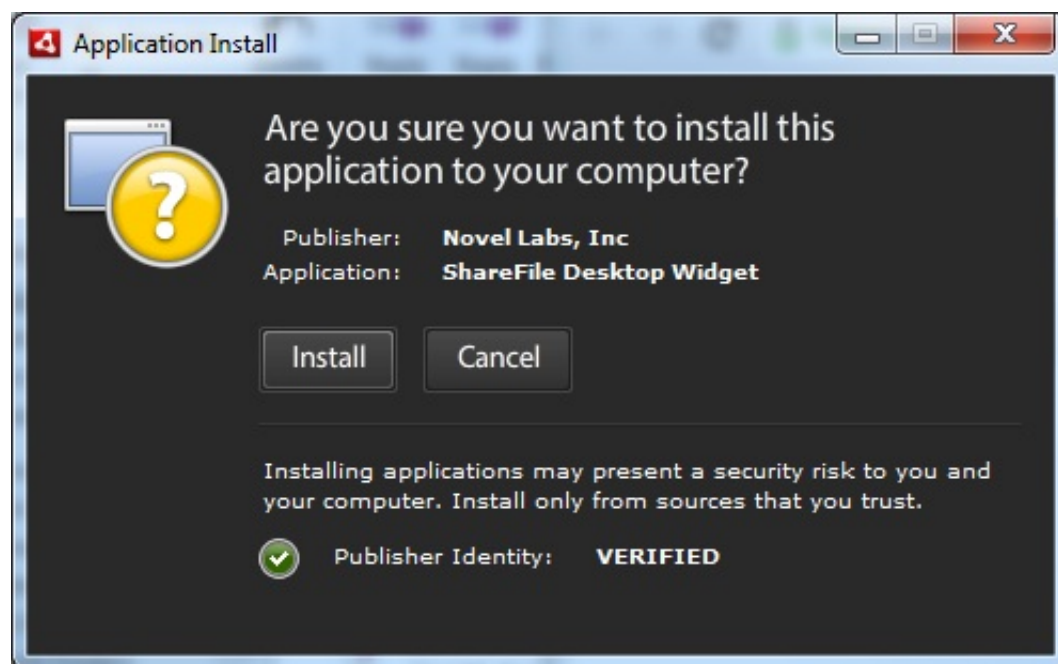 Application Install
Are you sure you want to install this
application to your computer?
Publisher: Novel Labs, Inc
Application: ShareFile Desktop Widget
Install Cancel
Installing applications may present a security risk to you and
your computer. Install only from sources that you trust.
Publisher Identity: VERIFIED